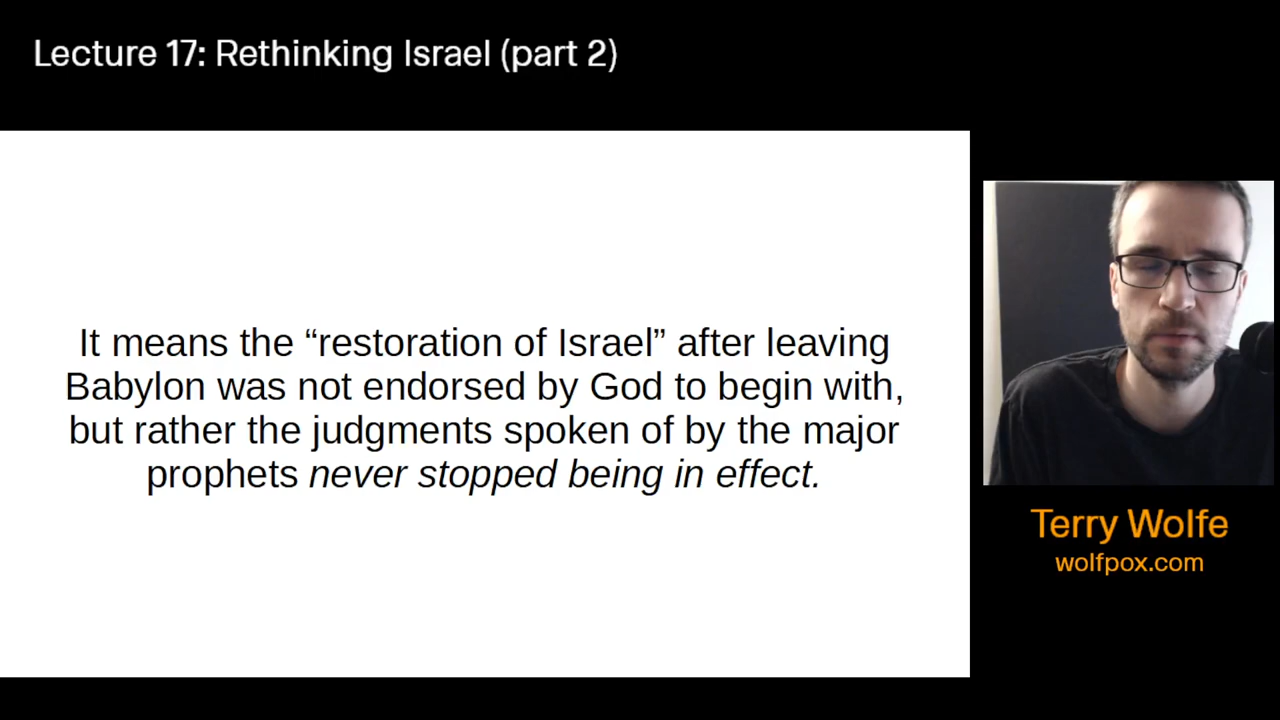 Lecture 17: Rethinking Israel (part 2)
It means the “restoration of Israel” after leaving
Babylon was not endorsed by God to begin with,
but rather the judgments spoken of by the major
prophets never stopped being in effect.
Terry Wolfe
wolfpox.com